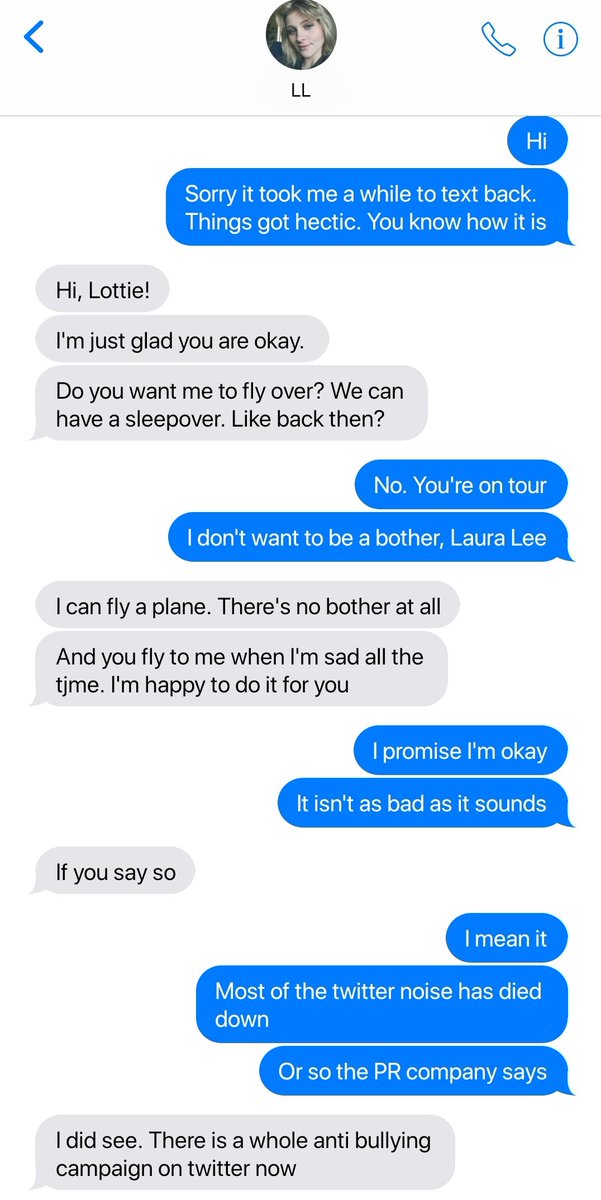 LL
Hi
Sorry it took me a while to text back.
Things got hectic. You know how it is
Hi, Lottie!
I'm just glad you are okay.
Do you want me to fly over? We can
have a sleepover. Like back then?
No. You're on tour
I don't want to be a bother, Laura Lee
I can fly a plane. There's no bother at all
And you fly to me when I'm sad all the
tjme. I'm happy to do it for you
I promise I'm okay
It isn't as bad as it sounds
If you say so
I mean it
Most of the twitter noise has died
down
Or so the PR company says
I did see. There is a whole anti bullying
campaign on twitter now